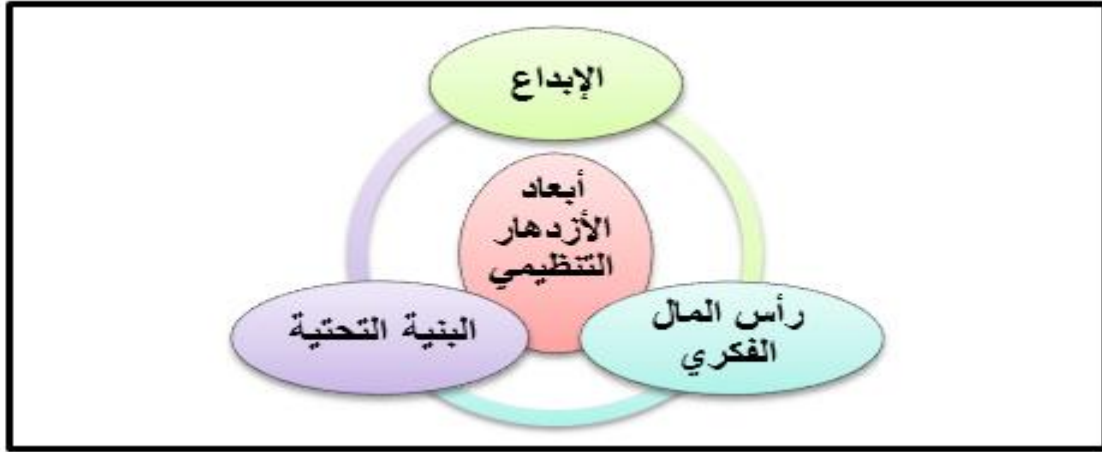 الإبداع
أبعاد
الأزدهار
التنظيمي
رأس المال
الفكري
البنية التحتية